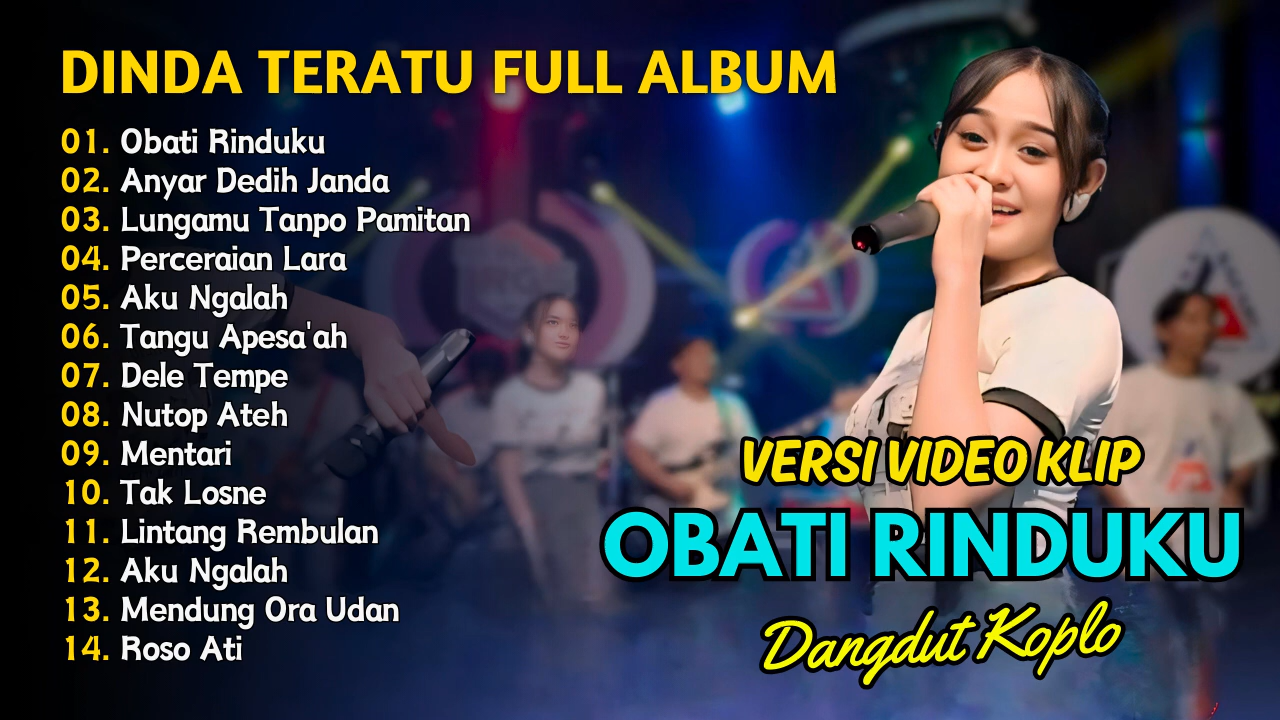 DINDA TERATU FULL ALBUM
01. Obati Rinduku
02. Anyar Dedih Janda
03. Lungamu Tanpo Pamitan
04. Perceraian Lara
05. Aku Ngalah
06. Tangu Apesa'ah
07. Dele Tempe
08. Nutop Ateh
09. Mentari
10. Tak Losne
11. Lintang Rembulan
12. Aku Ngalah
13. Mendung Ora Udan
14. Roso Ati
VERSI VIDEO KLIP
OBATI RINDUKU
Dangdut Koplo